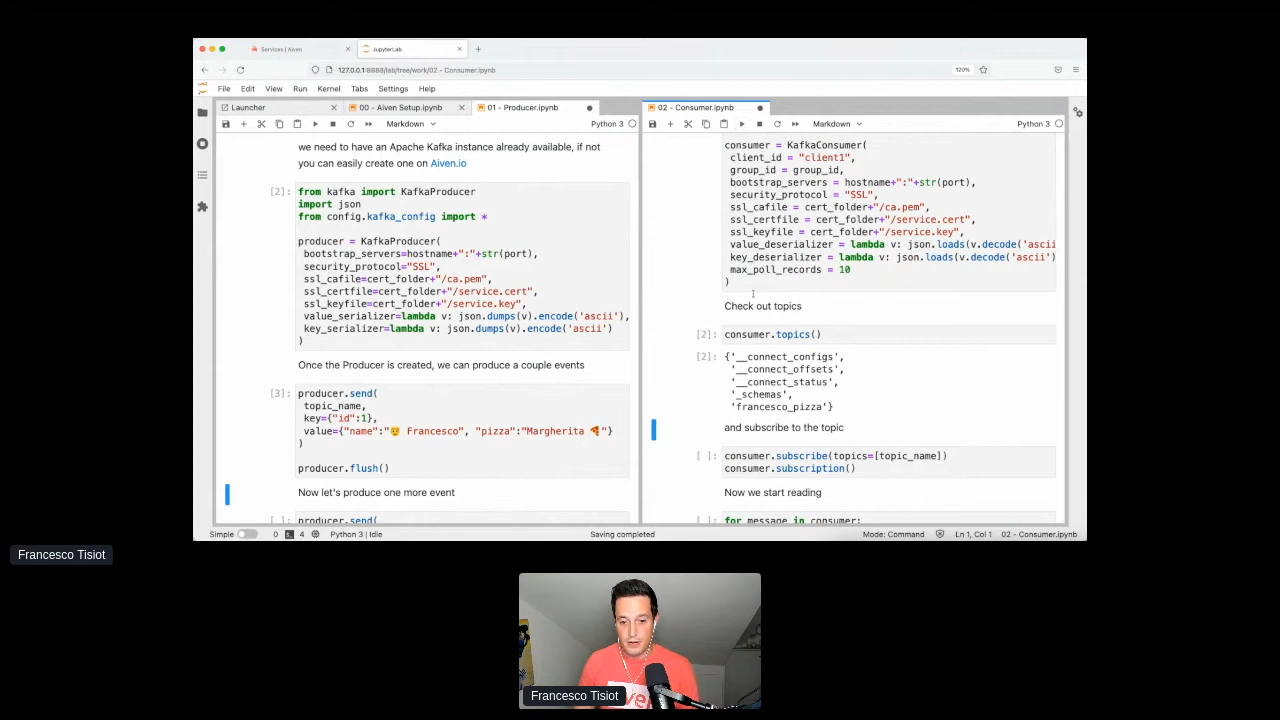 Services | Aiven
JupyterLab
127.0.0.1:8888/lab/tree/work/02 - Consumer.ipynb
120%
File Edit View Run Kernel Tabs Settings Help
Launcher
00 - Aiven Setup.ipynb
01 - Producer.ipynb
Markdown
Python 3
we need to have an Apache Kafka instance already available, if not
you can easily create one on Aiven.io
[2]: from kafka import KafkaProducer
import json
from config.kafka_config import *
producer = KafkaProducer(
bootstrap_servers=hostname+":"+str(port),
security_protocol="SSL",
ssl_cafile=cert_folder+"/ca.pem",
ssl_certfile=cert_folder+"/service.cert",
ssl_keyfile=cert_folder+"/service.key",
value_serializer=lambda v: json.dumps(v).encode('ascii'),
key_serializer=lambda v: json.dumps(v).encode('ascii')
)
Once the Producer is created, we can produce a couple events
[3]: producer.send(
topic_name,
key={"id":1},
value={"name":"👨 Francesco", "pizza":"Margherita 🍕"}
)
producer.flush()
Now let's produce one more event
[ ]: producer.send(
02 - Consumer.ipynb
Markdown
Python 3
consumer = KafkaConsumer(
client_id = "client1",
group_id = group_id,
bootstrap_servers = hostname+":"+str(port),
security_protocol = "SSL",
ssl_cafile = cert_folder+"/ca.pem",
ssl_certfile = cert_folder+"/service.cert",
ssl_keyfile = cert_folder+"/service.key",
value_deserializer = lambda v: json.loads(v.decode('ascii
key_deserializer = lambda v: json.loads(v.decode('ascii')
max_poll_records = 10
)
Check out topics
[2]: consumer.topics()
[2]: {'__connect_configs',
'__connect_offsets',
'__connect_status',
'_schemas',
'francesco_pizza'}
and subscribe to the topic
[ ]: consumer.subscribe(topics=[topic_name])
consumer.subscription()
Now we start reading
[ ]: for message in consumer:
Simple 0 4 Python 3 | Idle Saving completed Mode: Command Ln 1, Col 1 02 - Consumer.ipynb
Francesco Tisiot
Francesco Tisiot